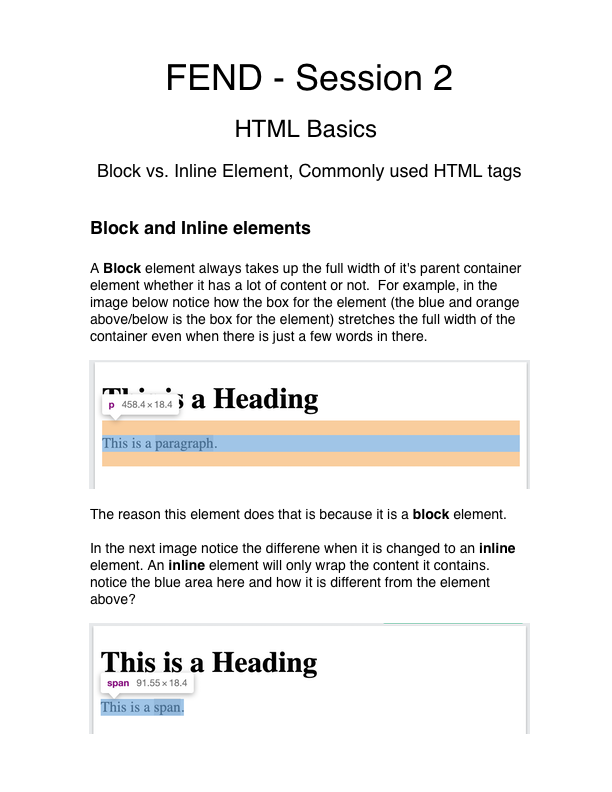 FEND - Session 2
HTML Basics
Block vs. Inline Element, Commonly used HTML tags
Block and Inline elements
A Block element always takes up the full width of it's parent container
element whether it has a lot of content or not.  For example, in the
image below notice how the box for the element (the blue and orange
above/below is the box for the element) stretches the full width of the
container even when there is just a few words in there.
This is a Heading
p 458.4 × 18.4
This is a paragraph.
The reason this element does that is because it is a block element.
In the next image notice the differene when it is changed to an inline
element. An inline element will only wrap the content it contains.
notice the blue area here and how it is different from the element
above?
This is a Heading
span 91.55 × 18.4
This is a span.